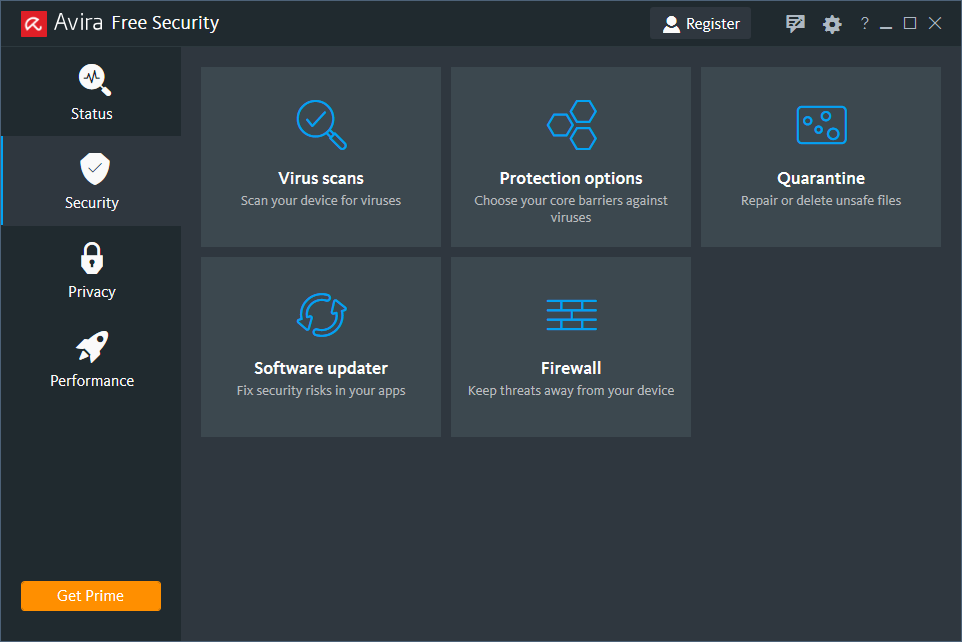 Avira Free Security
Register
?
Status
Security
Privacy
Performance
Get Prime
Virus scans
Scan your device for viruses
Protection options
Choose your core barriers against
viruses
Quarantine
Repair or delete unsafe files
Software updater
Fix security risks in your apps
Firewall
Keep threats away from your device